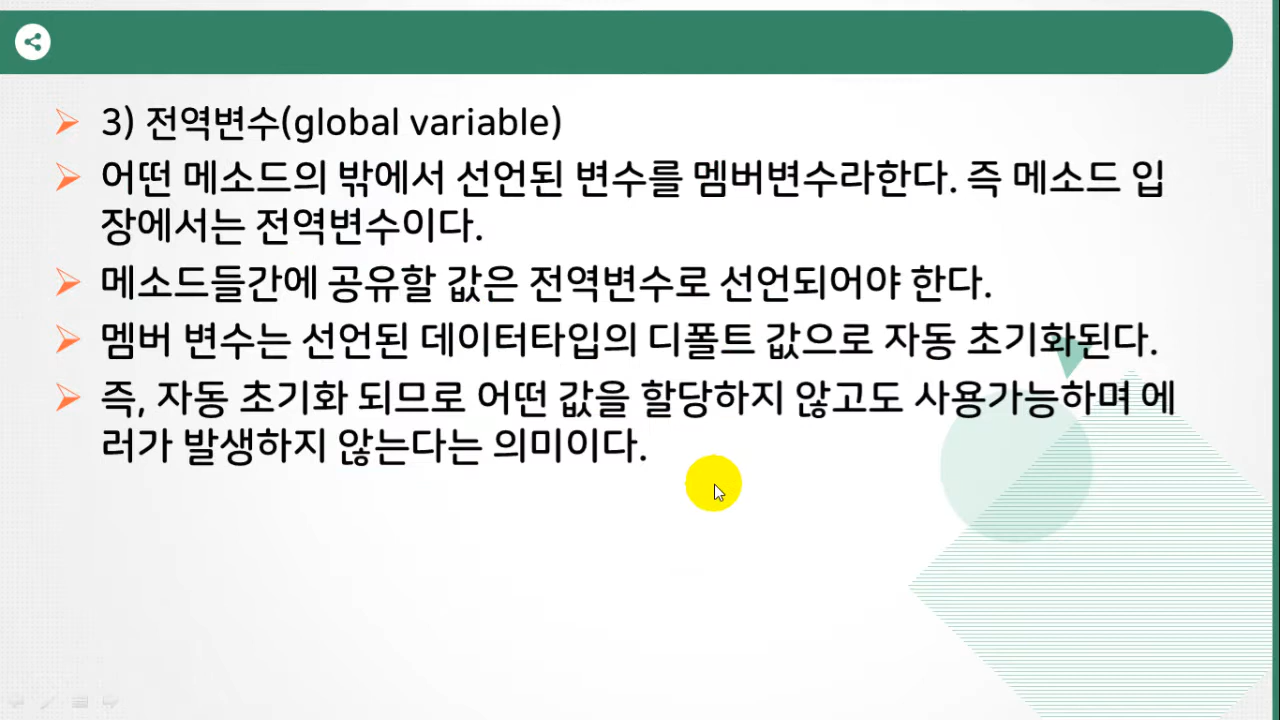 3) 전역변수(global variable)
어떤 메소드의 밖에서 선언된 변수를 멤버변수라한다. 즉 메소드 입
장에서는 전역변수이다.
메소드들간에 공유할 값은 전역변수로 선언되어야 한다.
멤버 변수는 선언된 데이터타입의 디폴트 값으로 자동 초기화된다.
즉, 자동 초기화 되므로 어떤 값을 할당하지 않고도 사용가능하며 에
러가 발생하지 않는다는 의미이다.